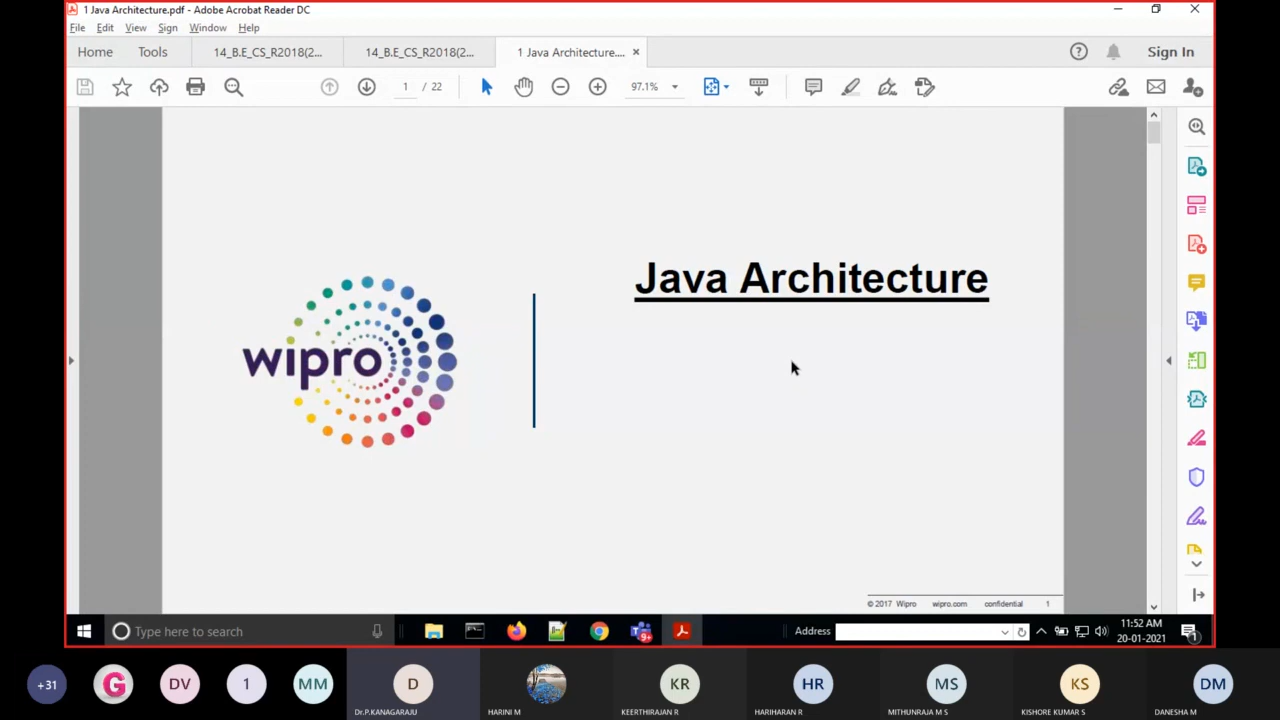 1 Java Architecture.pdf - Adobe Acrobat Reader DC
File Edit View Sign Window Help
Home Tools 14_B.E_CS_R2018(2... 14_B.E_CS_R2018(2... 1 Java Architecture.... × Sign In
1 / 22 97.1%
Java Architecture
wipro
© 2017 Wipro wipro.com confidential 1
Type here to search
9+
Address
11:52 AM
20-01-2021
1
+31 G DV 1 MM D KR HR MS KS DM
Dr.P.KANAGARAJU HARINI M KEERTHIRAJAN R HARIHARAN R MITHUNRAJA M S KISHORE KUMAR S DANESHA M